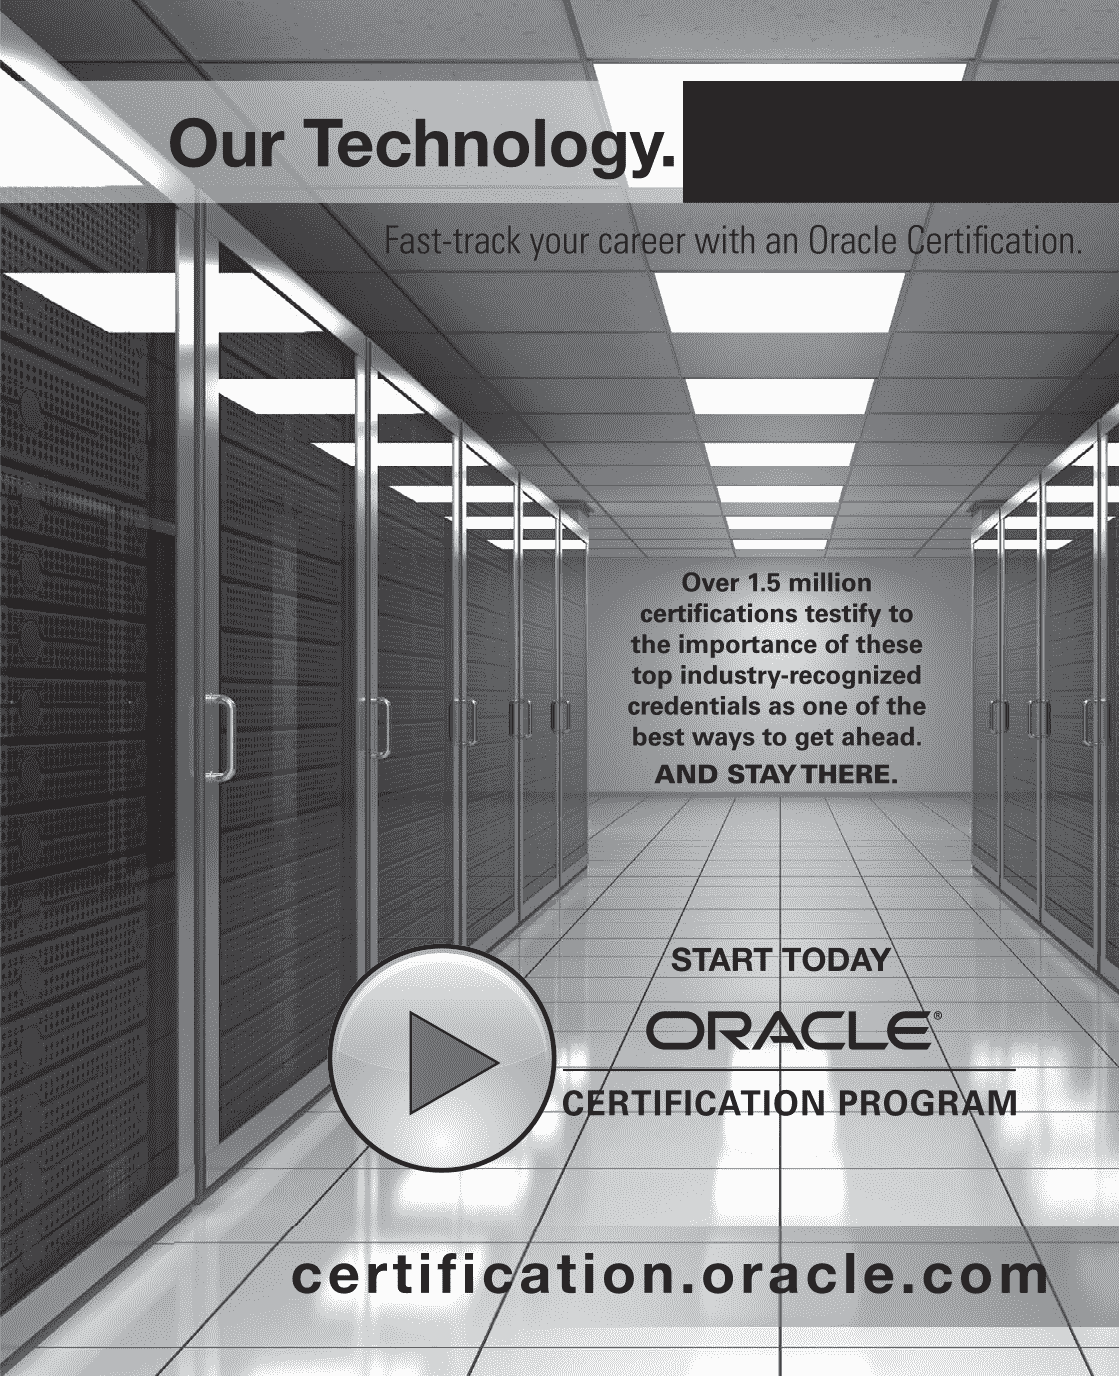 Our Technology.
Fast-track your career with an Oracle Certification.
Over 1.5 million
certifications testify to
the importance of these
top industry-recognized
credentials as one of the
best ways to get ahead.
AND STAY THERE.
START TODAY
ORACLE®
CERTIFICATION PROGRAM
certification.oracle.com